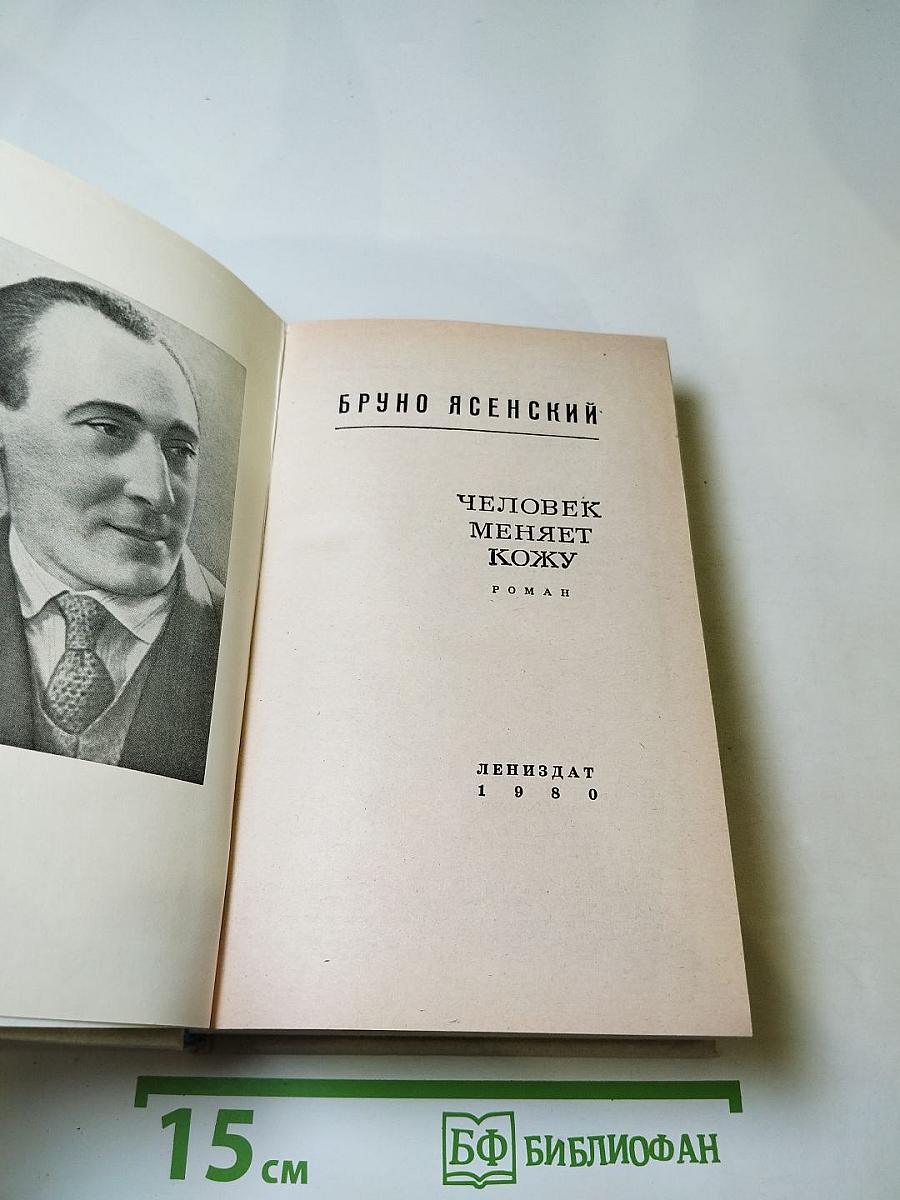 БРУНО ЯСЕНСКИЙ
ЧЕЛОВЕК
МЕНЯЕТ
КОЖУ
РОМАН
ЛЕНИЗДАТ
1980
15 СМ
БФ БИБЛИОФАН